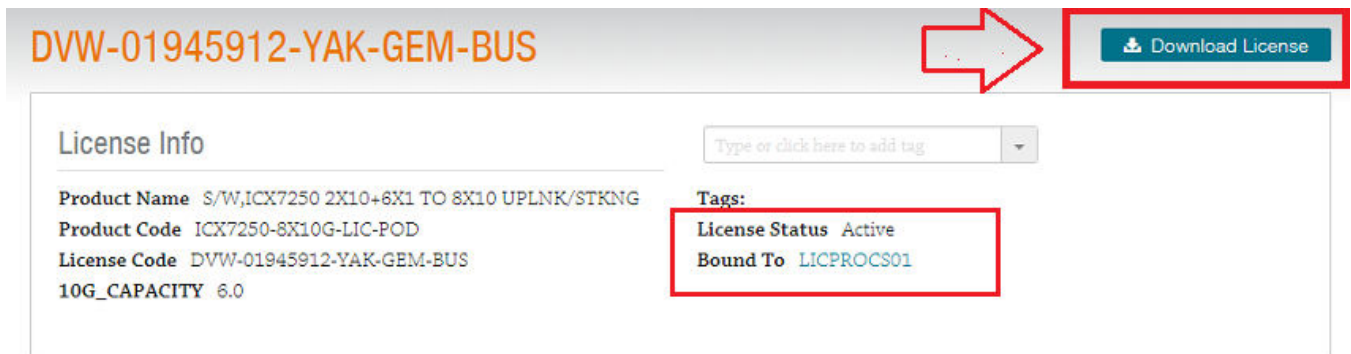 DVW-01945912-YAK-GEM-BUS
Download License
License Info
Type or click here to add tag
Product Name S/W,ICX7250 2X10+6X1 TO 8X10 UPLNK/STKNG
Tags:
Product Code ICX7250-8X10G-LIC-POD
License Status Active
License Code DVW-01945912-YAK-GEM-BUS
Bound To LICPROCS01
10G_CAPACITY 6.0